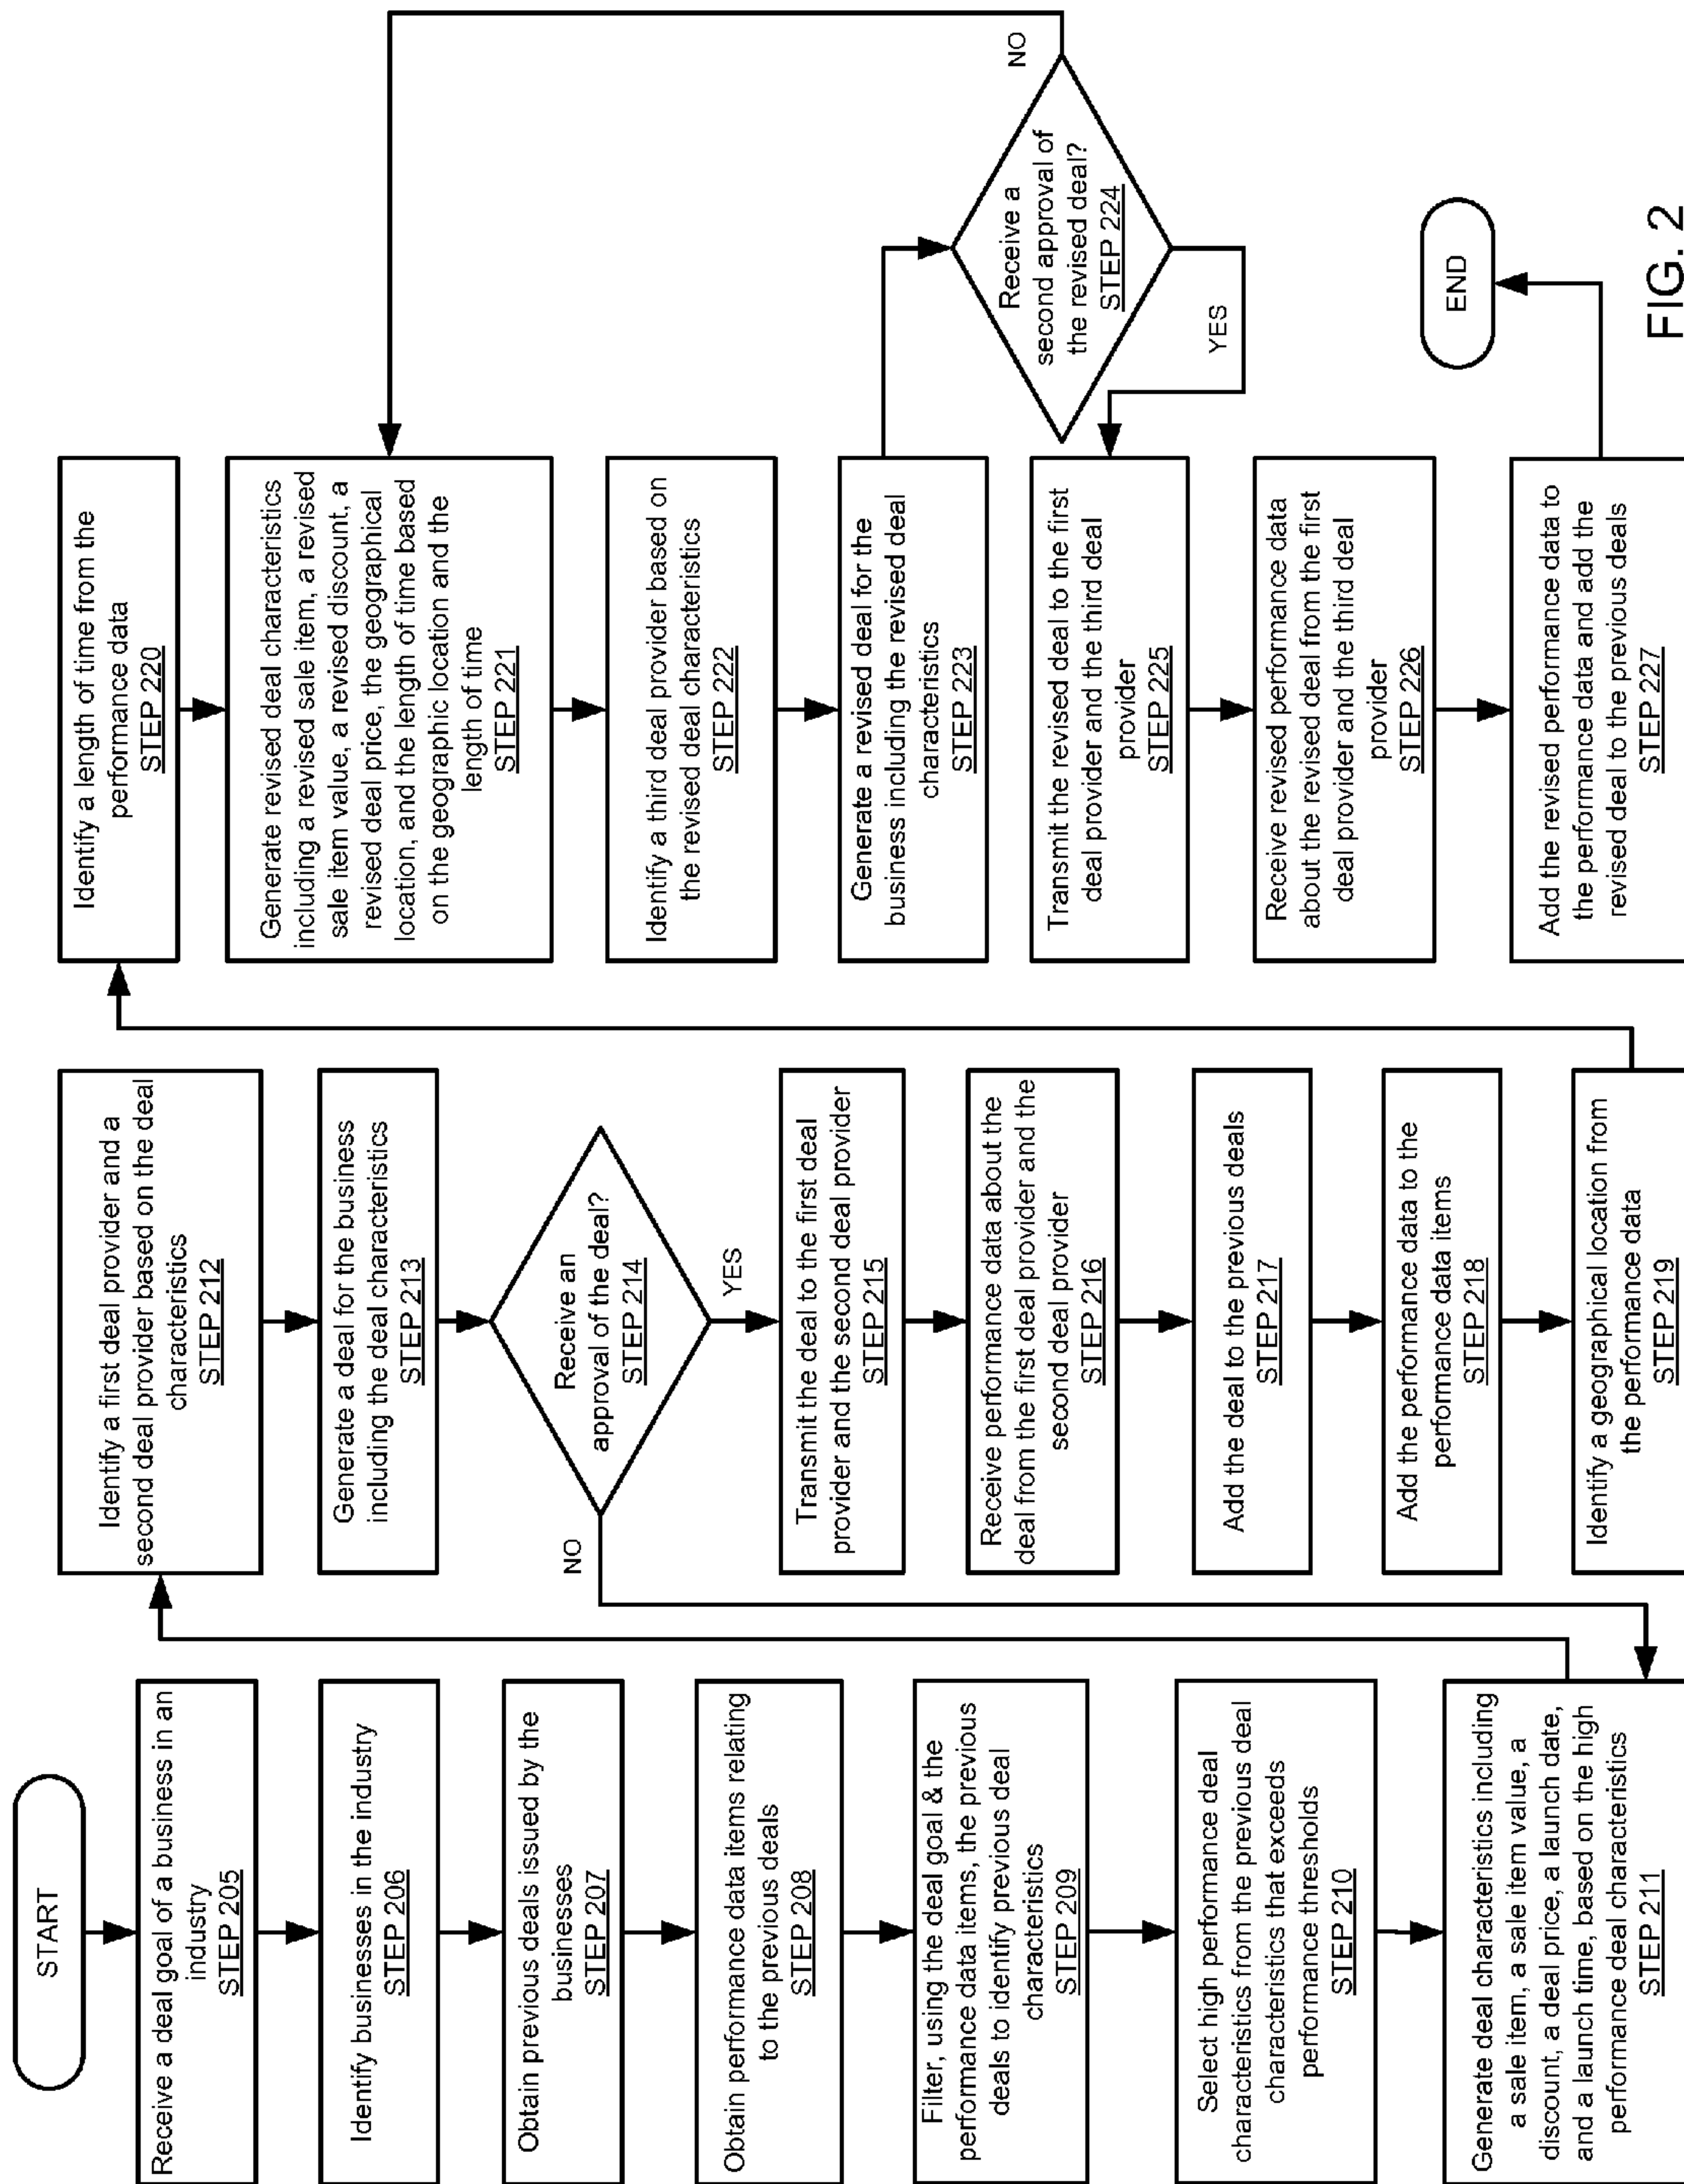 START
Receive a deal goal of a business in an
industry
STEP 205
Identify businesses in the industry
STEP 206
Obtain previous deals issued by the
businesses
STEP 207
Obtain performance data items relating
to the previous deals
STEP 208
Filter, using the deal goal & the
performance data items, the previous
deals to identify previous deal
characteristics
STEP 209
Select high performance deal
characteristics from the previous deal
characteristics that exceeds
performance thresholds
STEP 210
Generate deal characteristics including
a sale item, a sale item value, a
discount, a deal price, a launch date,
and a launch time, based on the high
performance deal characteristics
STEP 211
Identify a first deal provider and a
second deal provider based on the deal
characteristics
STEP 212
Generate a deal for the business
including the deal characteristics
STEP 213
Receive an
approval of the deal?
STEP 214
NO
YES
Transmit the deal to the first deal
provider and the second deal provider
STEP 215
Receive performance data about the
deal from the first deal provider and the
second deal provider
STEP 216
Add the deal to the previous deals
STEP 217
Add the performance data to the
performance data items
STEP 218
Identify a geographical location from
the performance data
STEP 219
Identify a length of time from the
performance data
STEP 220
Generate revised deal characteristics
including a revised sale item, a revised
sale item value, a revised discount, a
revised deal price, the geographical
location, and the length of time based
on the geographic location and the
length of time
STEP 221
Identify a third deal provider based on
the revised deal characteristics
STEP 222
Generate a revised deal for the
business including the revised deal
characteristics
STEP 223
Receive a
second approval of
the revised deal?
STEP 224
NO
YES
Transmit the revised deal to the first
deal provider and the third deal
provider
STEP 225
Receive revised performance data
about the revised deal from the first
deal provider and the third deal
provider
STEP 226
Add the revised performance data to
the performance data and add the
revised deal to the previous deals
STEP 227
END
FIG. 2